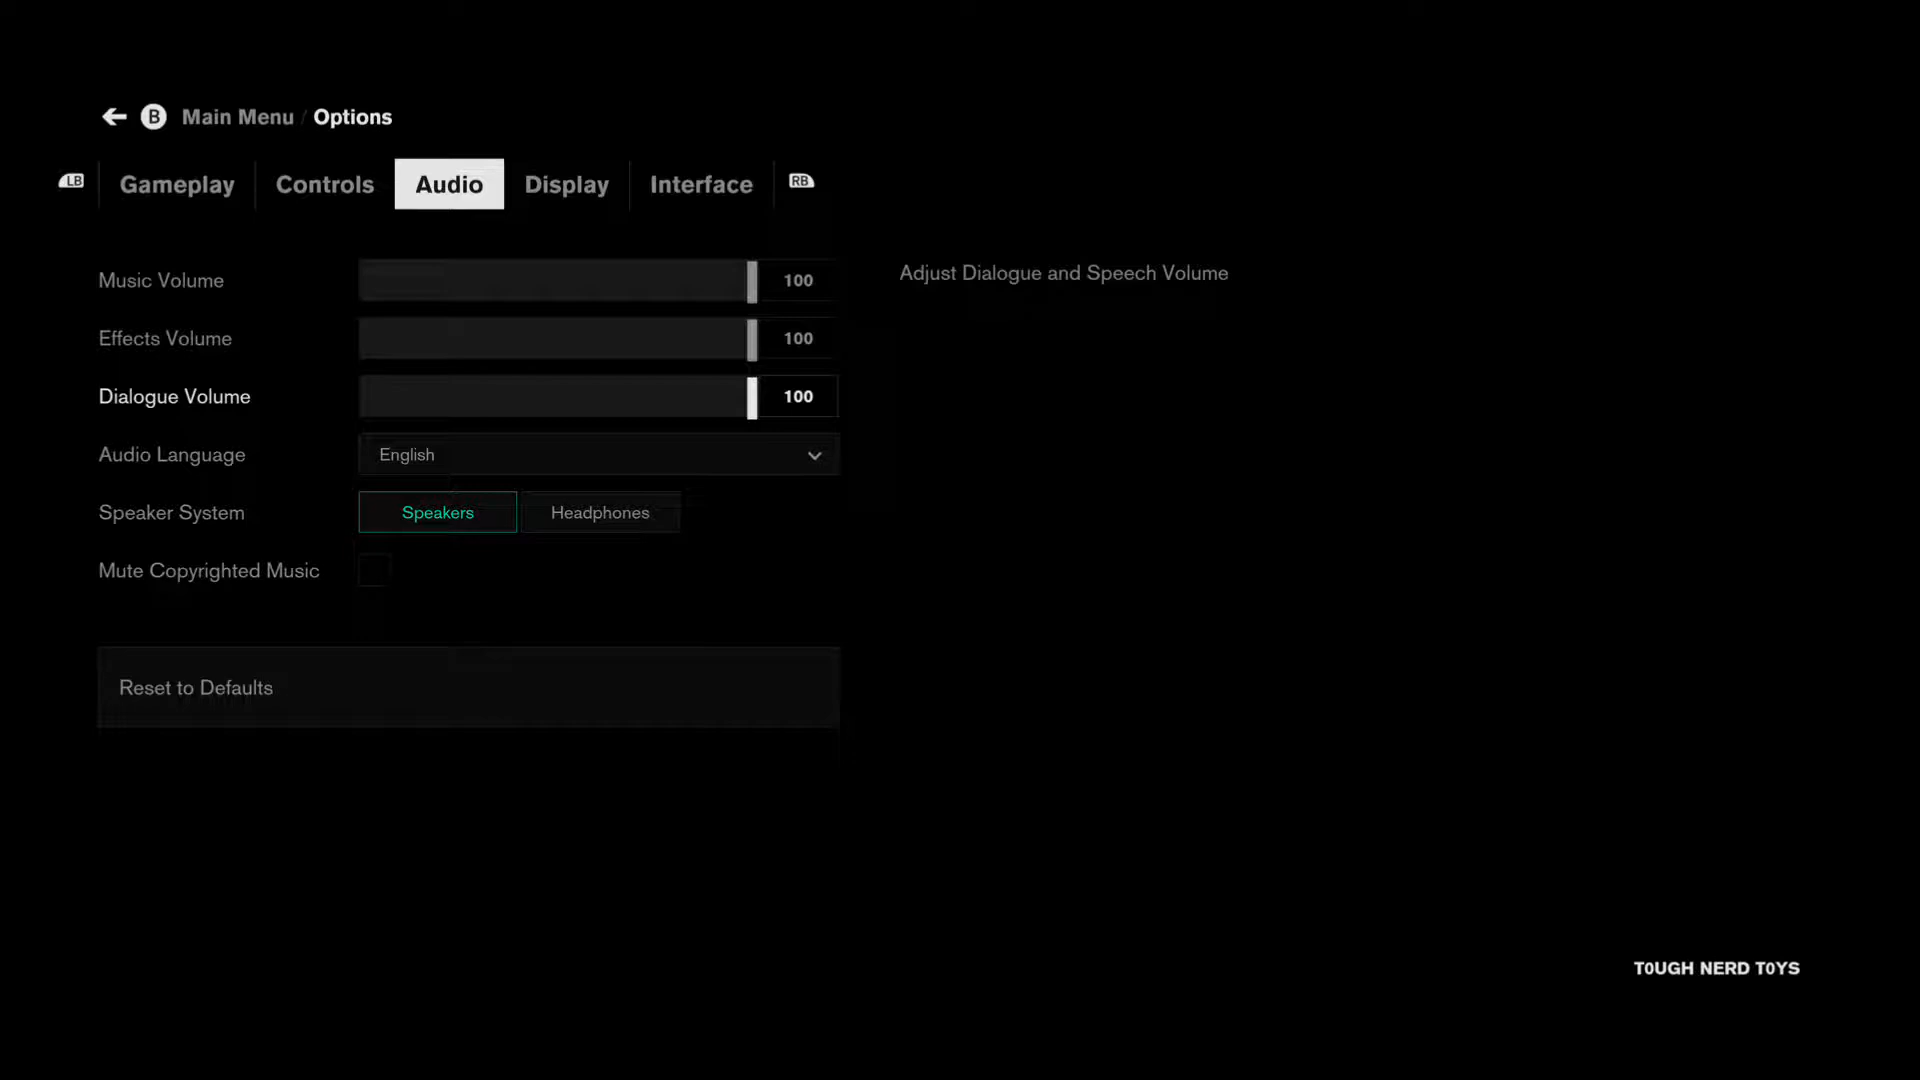 B Main Menu / Options
LB Gameplay Controls Audio Display Interface RB
Music Volume 100 Adjust Dialogue and Speech Volume
Effects Volume 100
Dialogue Volume 100
Audio Language English
Speaker System Speakers Headphones
Mute Copyrighted Music
Reset to Defaults
T0UGH NERD T0YS